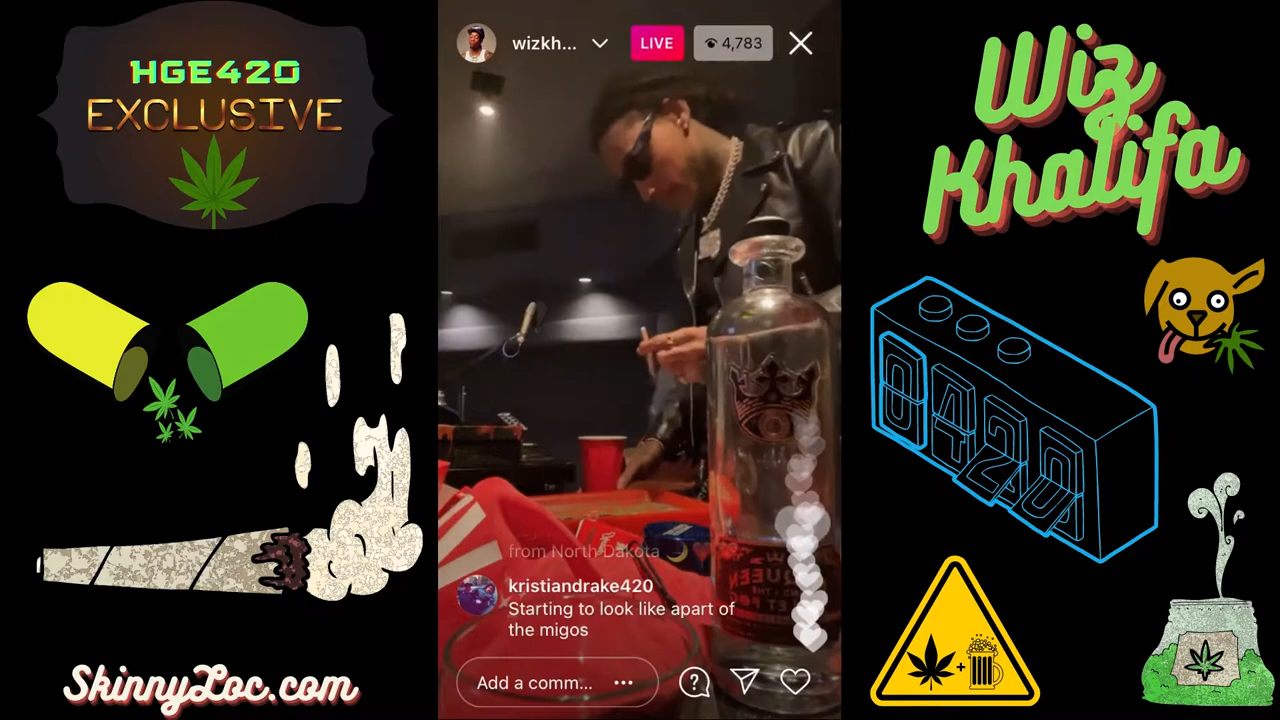 HGE420
EXCLUSIVE
SkinnyLoc.com
wizkh...
LIVE
4,783
from North Dakota
kristiandrake420
Starting to look like apart of
the migos
Add a comm...
QUEEN
Wiz
Khalifa
0420
+